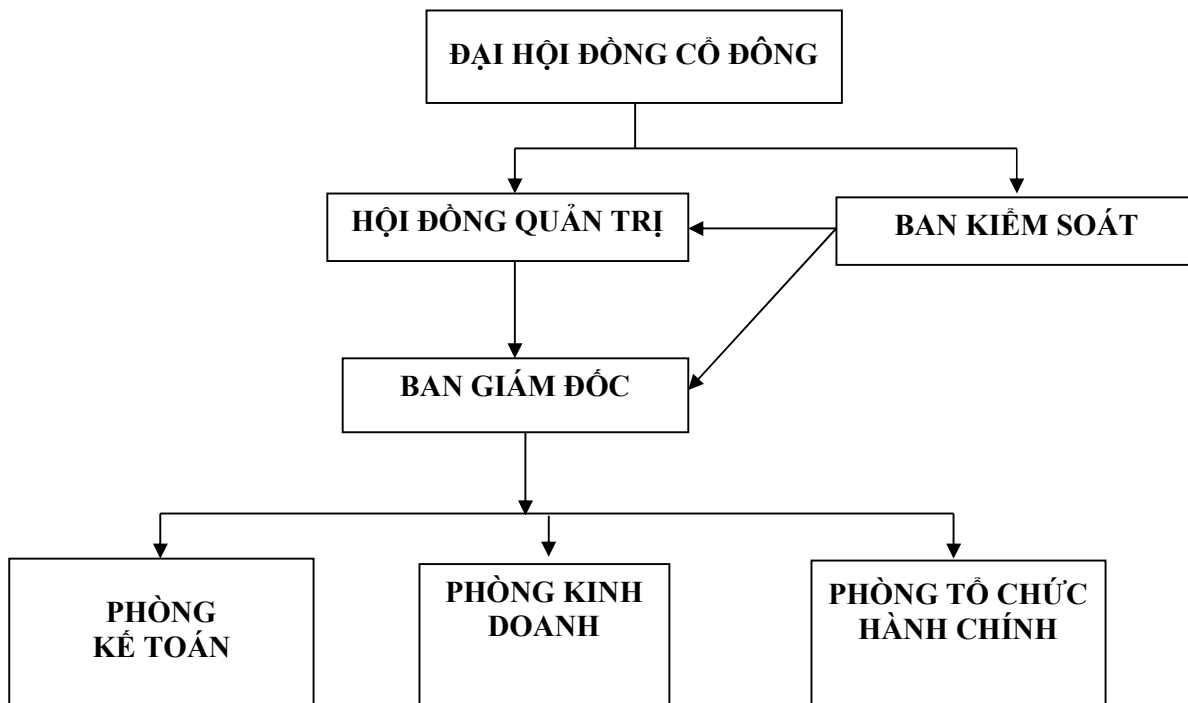 ĐẠI HỘI ĐỒNG CỔ ĐÔNG
HỘI ĐỒNG QUẢN TRỊ
BAN KIỂM SOÁT
BAN GIÁM ĐỐC
PHÒNG
KẾ TOÁN
PHÒNG KINH
DOANH
PHÒNG TỔ CHỨC
HÀNH CHÍNH